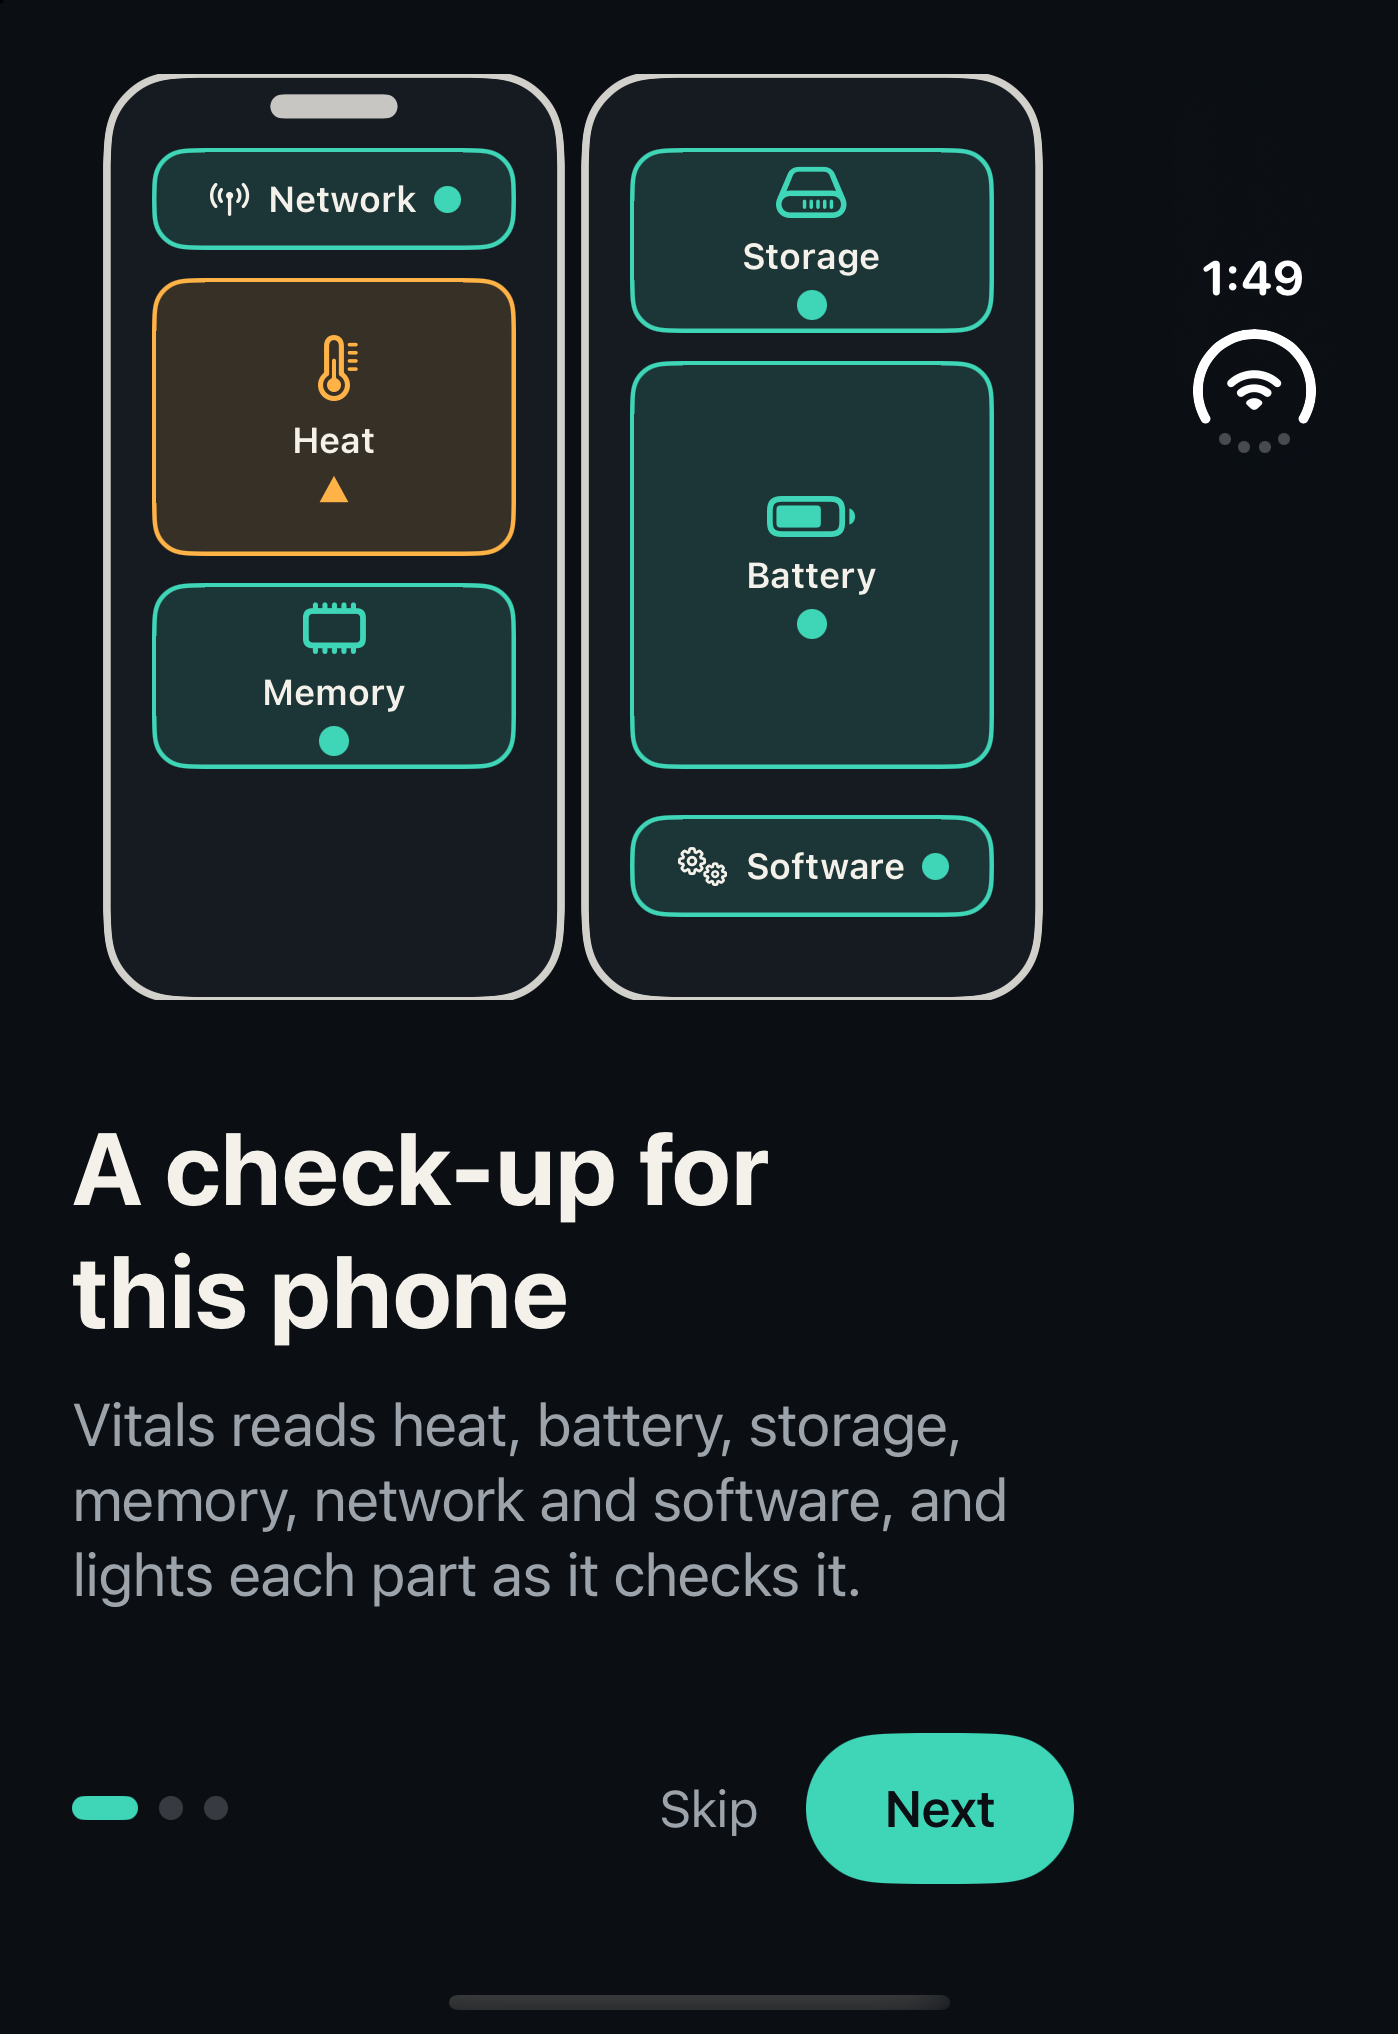 Network
Heat
Memory
Storage
Battery
Software
1:49
A check-up for
this phone
Vitals reads heat, battery, storage,
memory, network and software, and
lights each part as it checks it.
Skip
Next